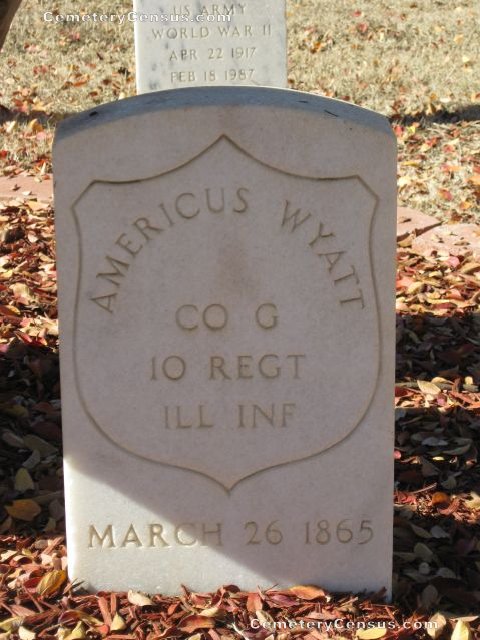 CemeteryCensus.com
US ARMY
WORLD WAR II
APR 22 1917
FEB 18 1987
AMERICUS WYATT
CO G
10 REGT
ILL INF
MARCH 26 1865
CemeteryCensus.com